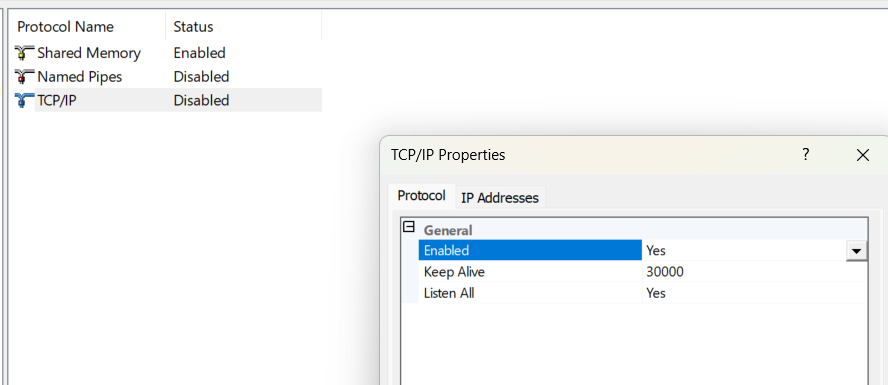 Protocol Name Status
Shared Memory Enabled
Named Pipes Disabled
TCP/IP Disabled
TCP/IP Properties ?
Protocol IP Addresses
General
Enabled Yes
Keep Alive 30000
Listen All Yes